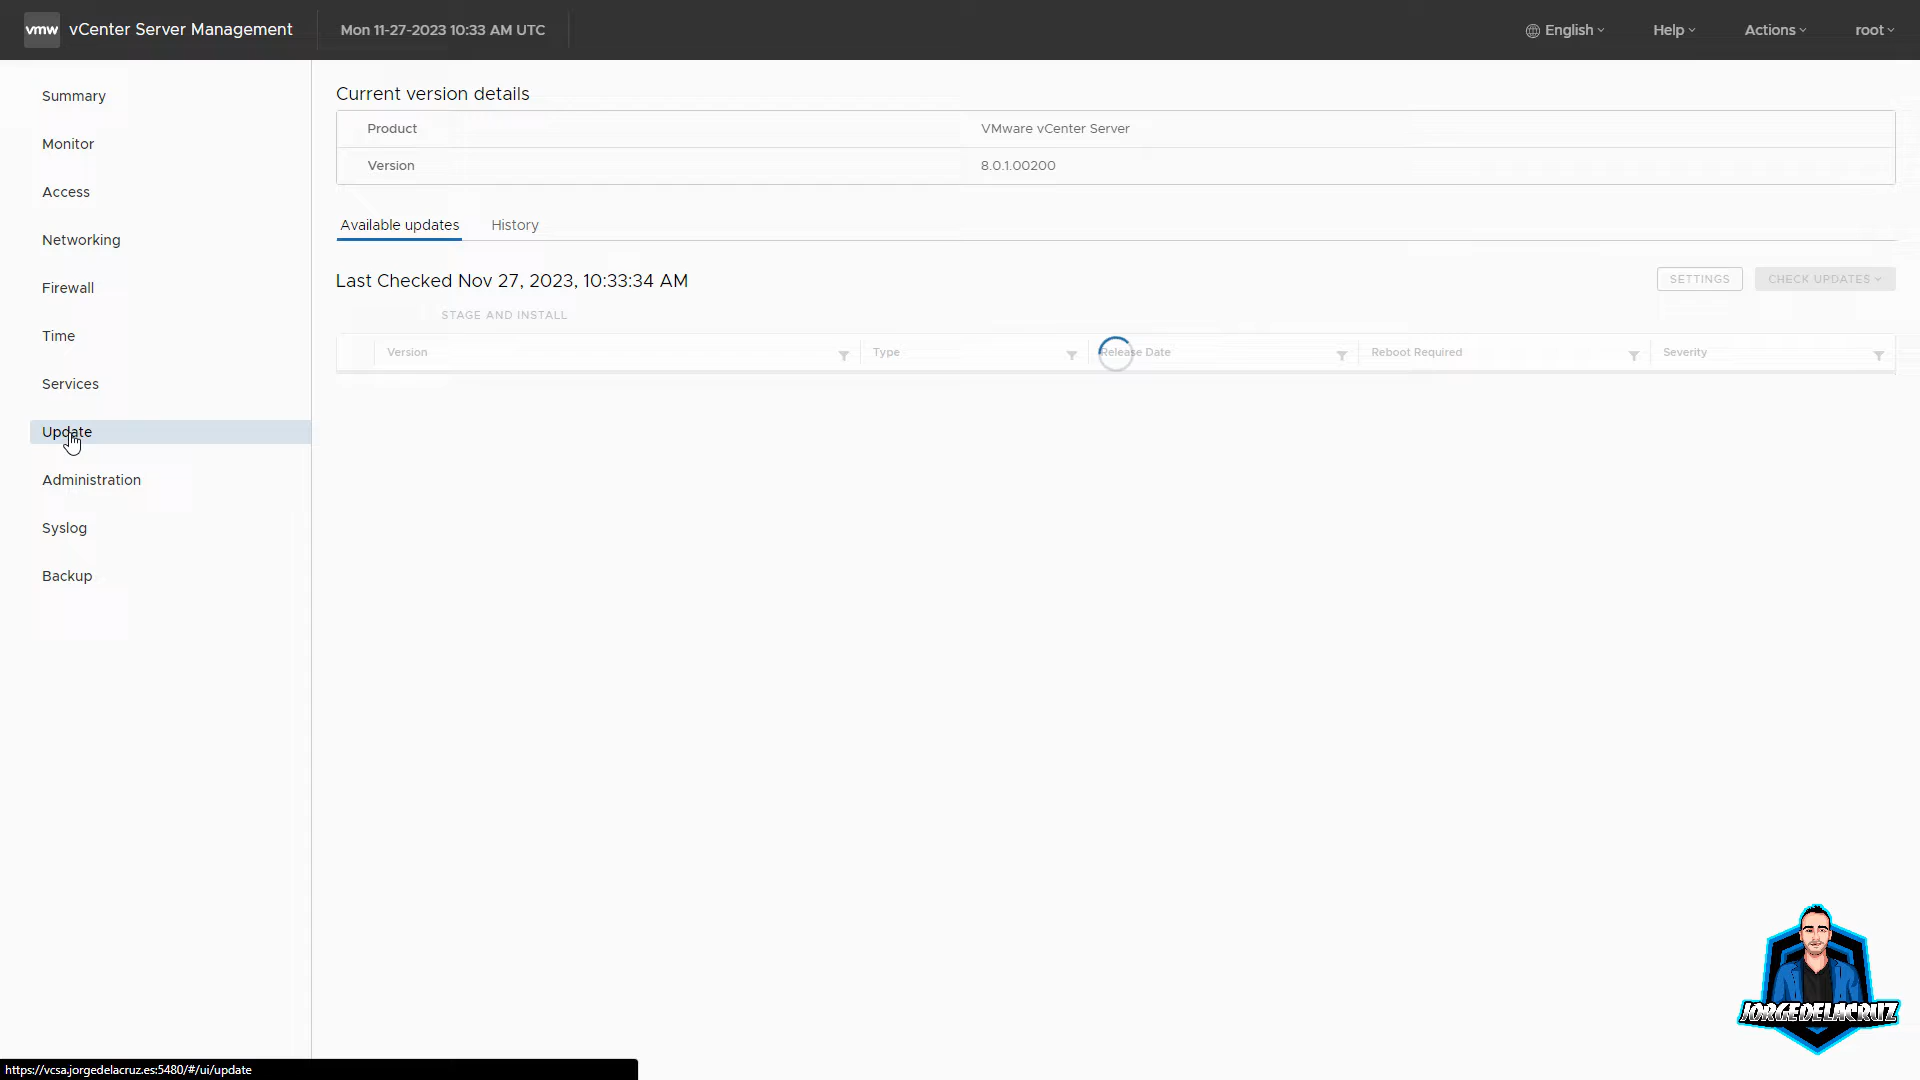 vmw vCenter Server Management Mon 11-27-2023 10:33 AM UTC English Help Actions root
Summary
Monitor
Access
Networking
Firewall
Time
Services
Update
Administration
Syslog
Backup
Current version details
Product VMware vCenter Server
Version 8.0.1.00200
Available updates History
Last Checked Nov 27, 2023, 10:33:34 AM SETTINGS CHECK UPDATES
STAGE AND INSTALL
Version Type Release Date Reboot Required Severity
JORGEDELACRUZ
https://vcsa.jorgedelacruz.es:5480/#/ui/update